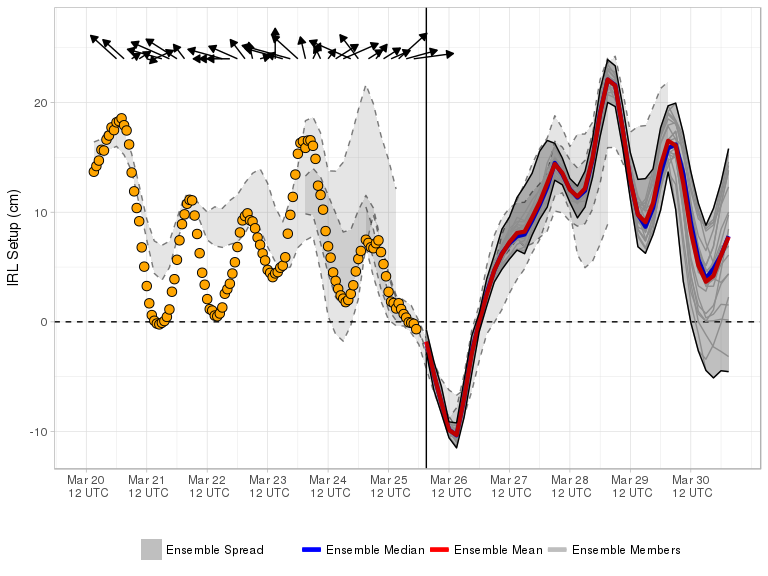 IRL Setup (cm)
20
10
0
-10
Mar 20 Mar 21 Mar 22 Mar 23 Mar 24 Mar 25 Mar 26 Mar 27 Mar 28 Mar 29 Mar 30
12 UTC 12 UTC 12 UTC 12 UTC 12 UTC 12 UTC 12 UTC 12 UTC 12 UTC 12 UTC 12 UTC
Ensemble Spread Ensemble Median Ensemble Mean Ensemble Members